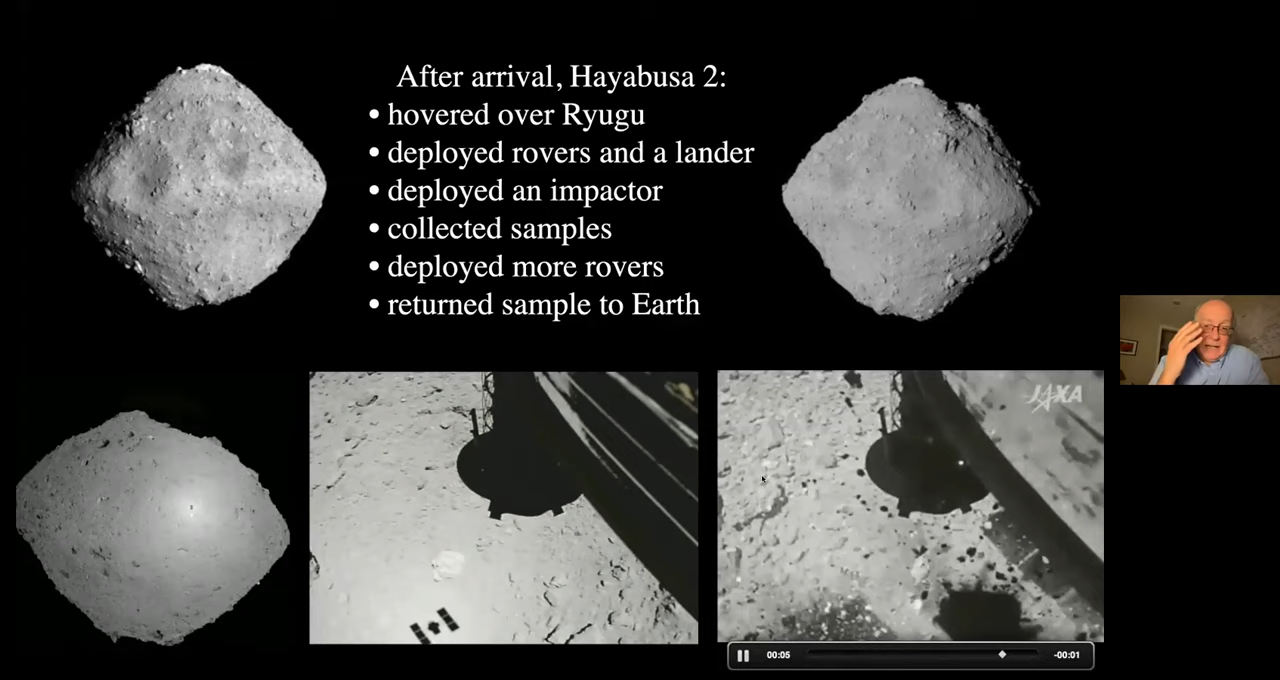 After arrival, Hayabusa 2:
• hovered over Ryugu
• deployed rovers and a lander
• deployed an impactor
• collected samples
• deployed more rovers
• returned sample to Earth
JAXA
00:05
-00:01